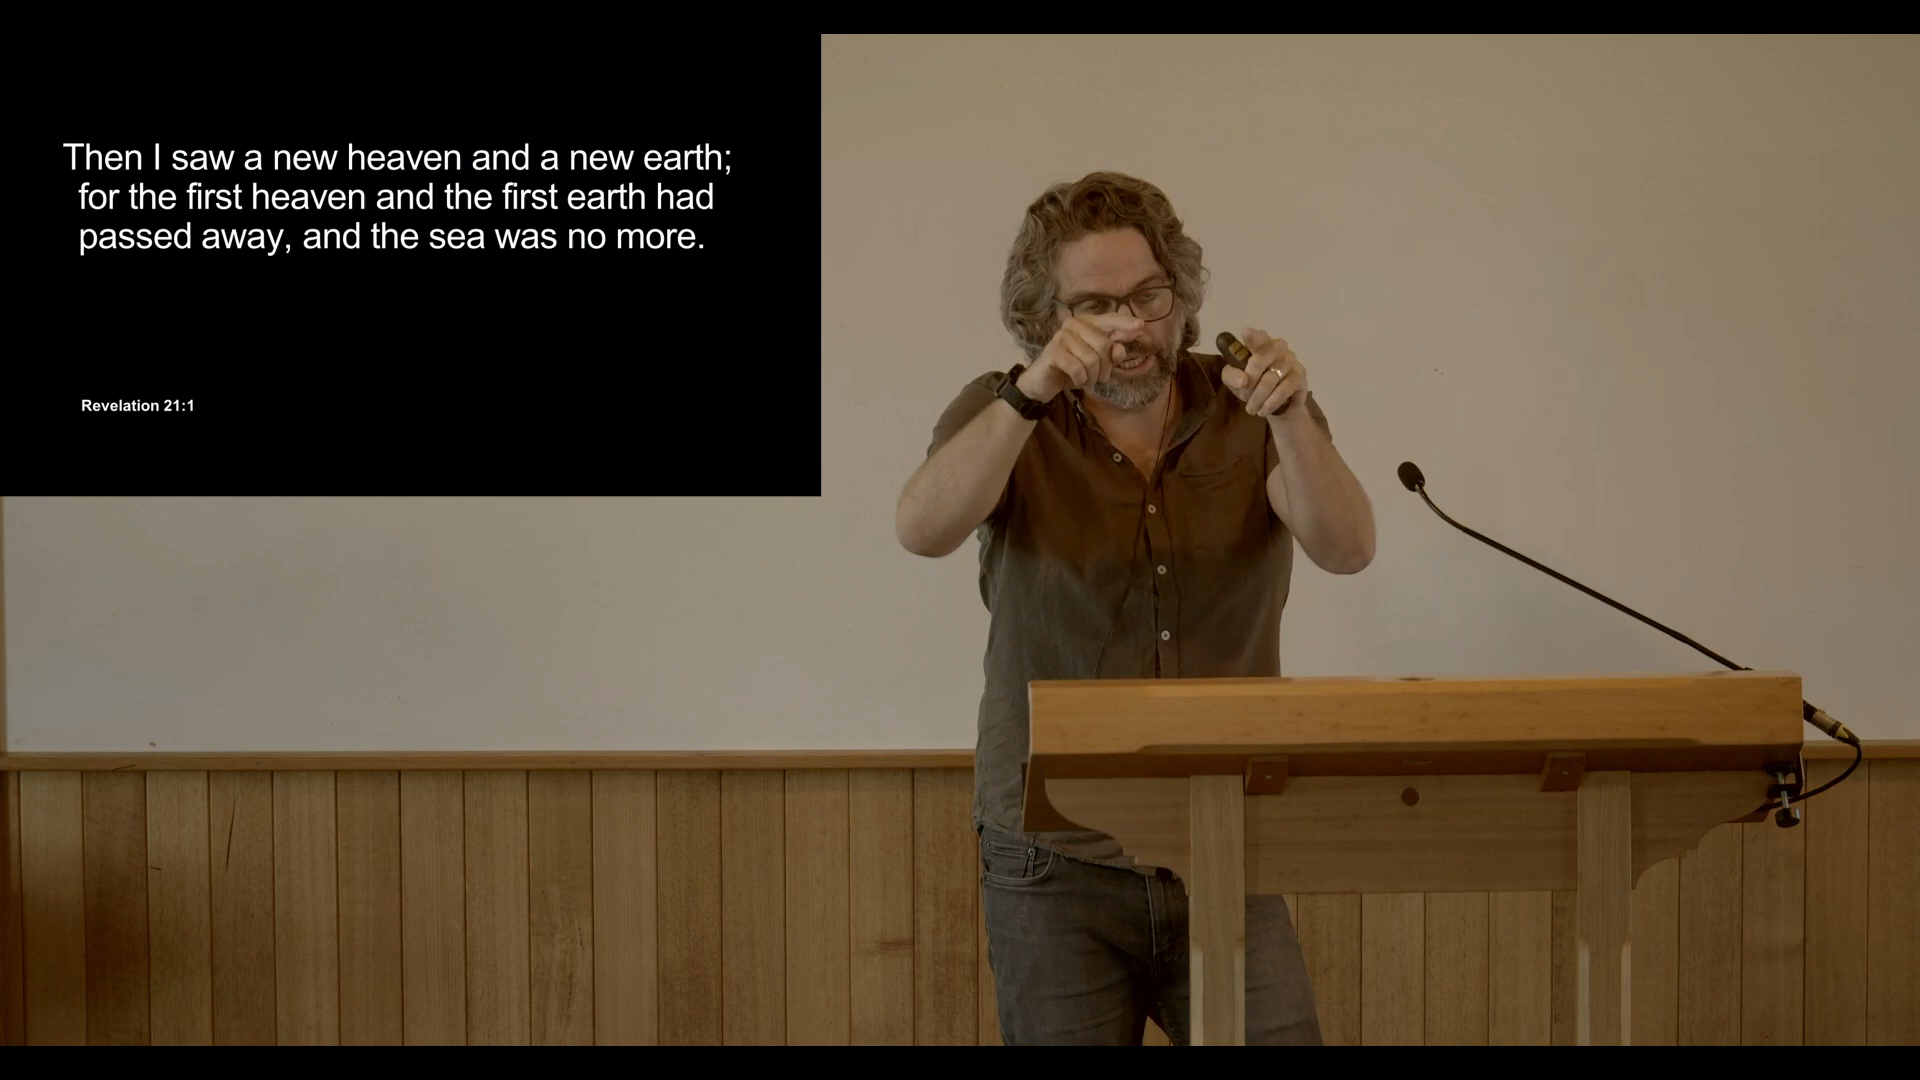 Then I saw a new heaven and a new earth;
for the first heaven and the first earth had
passed away, and the sea was no more.
Revelation 21:1